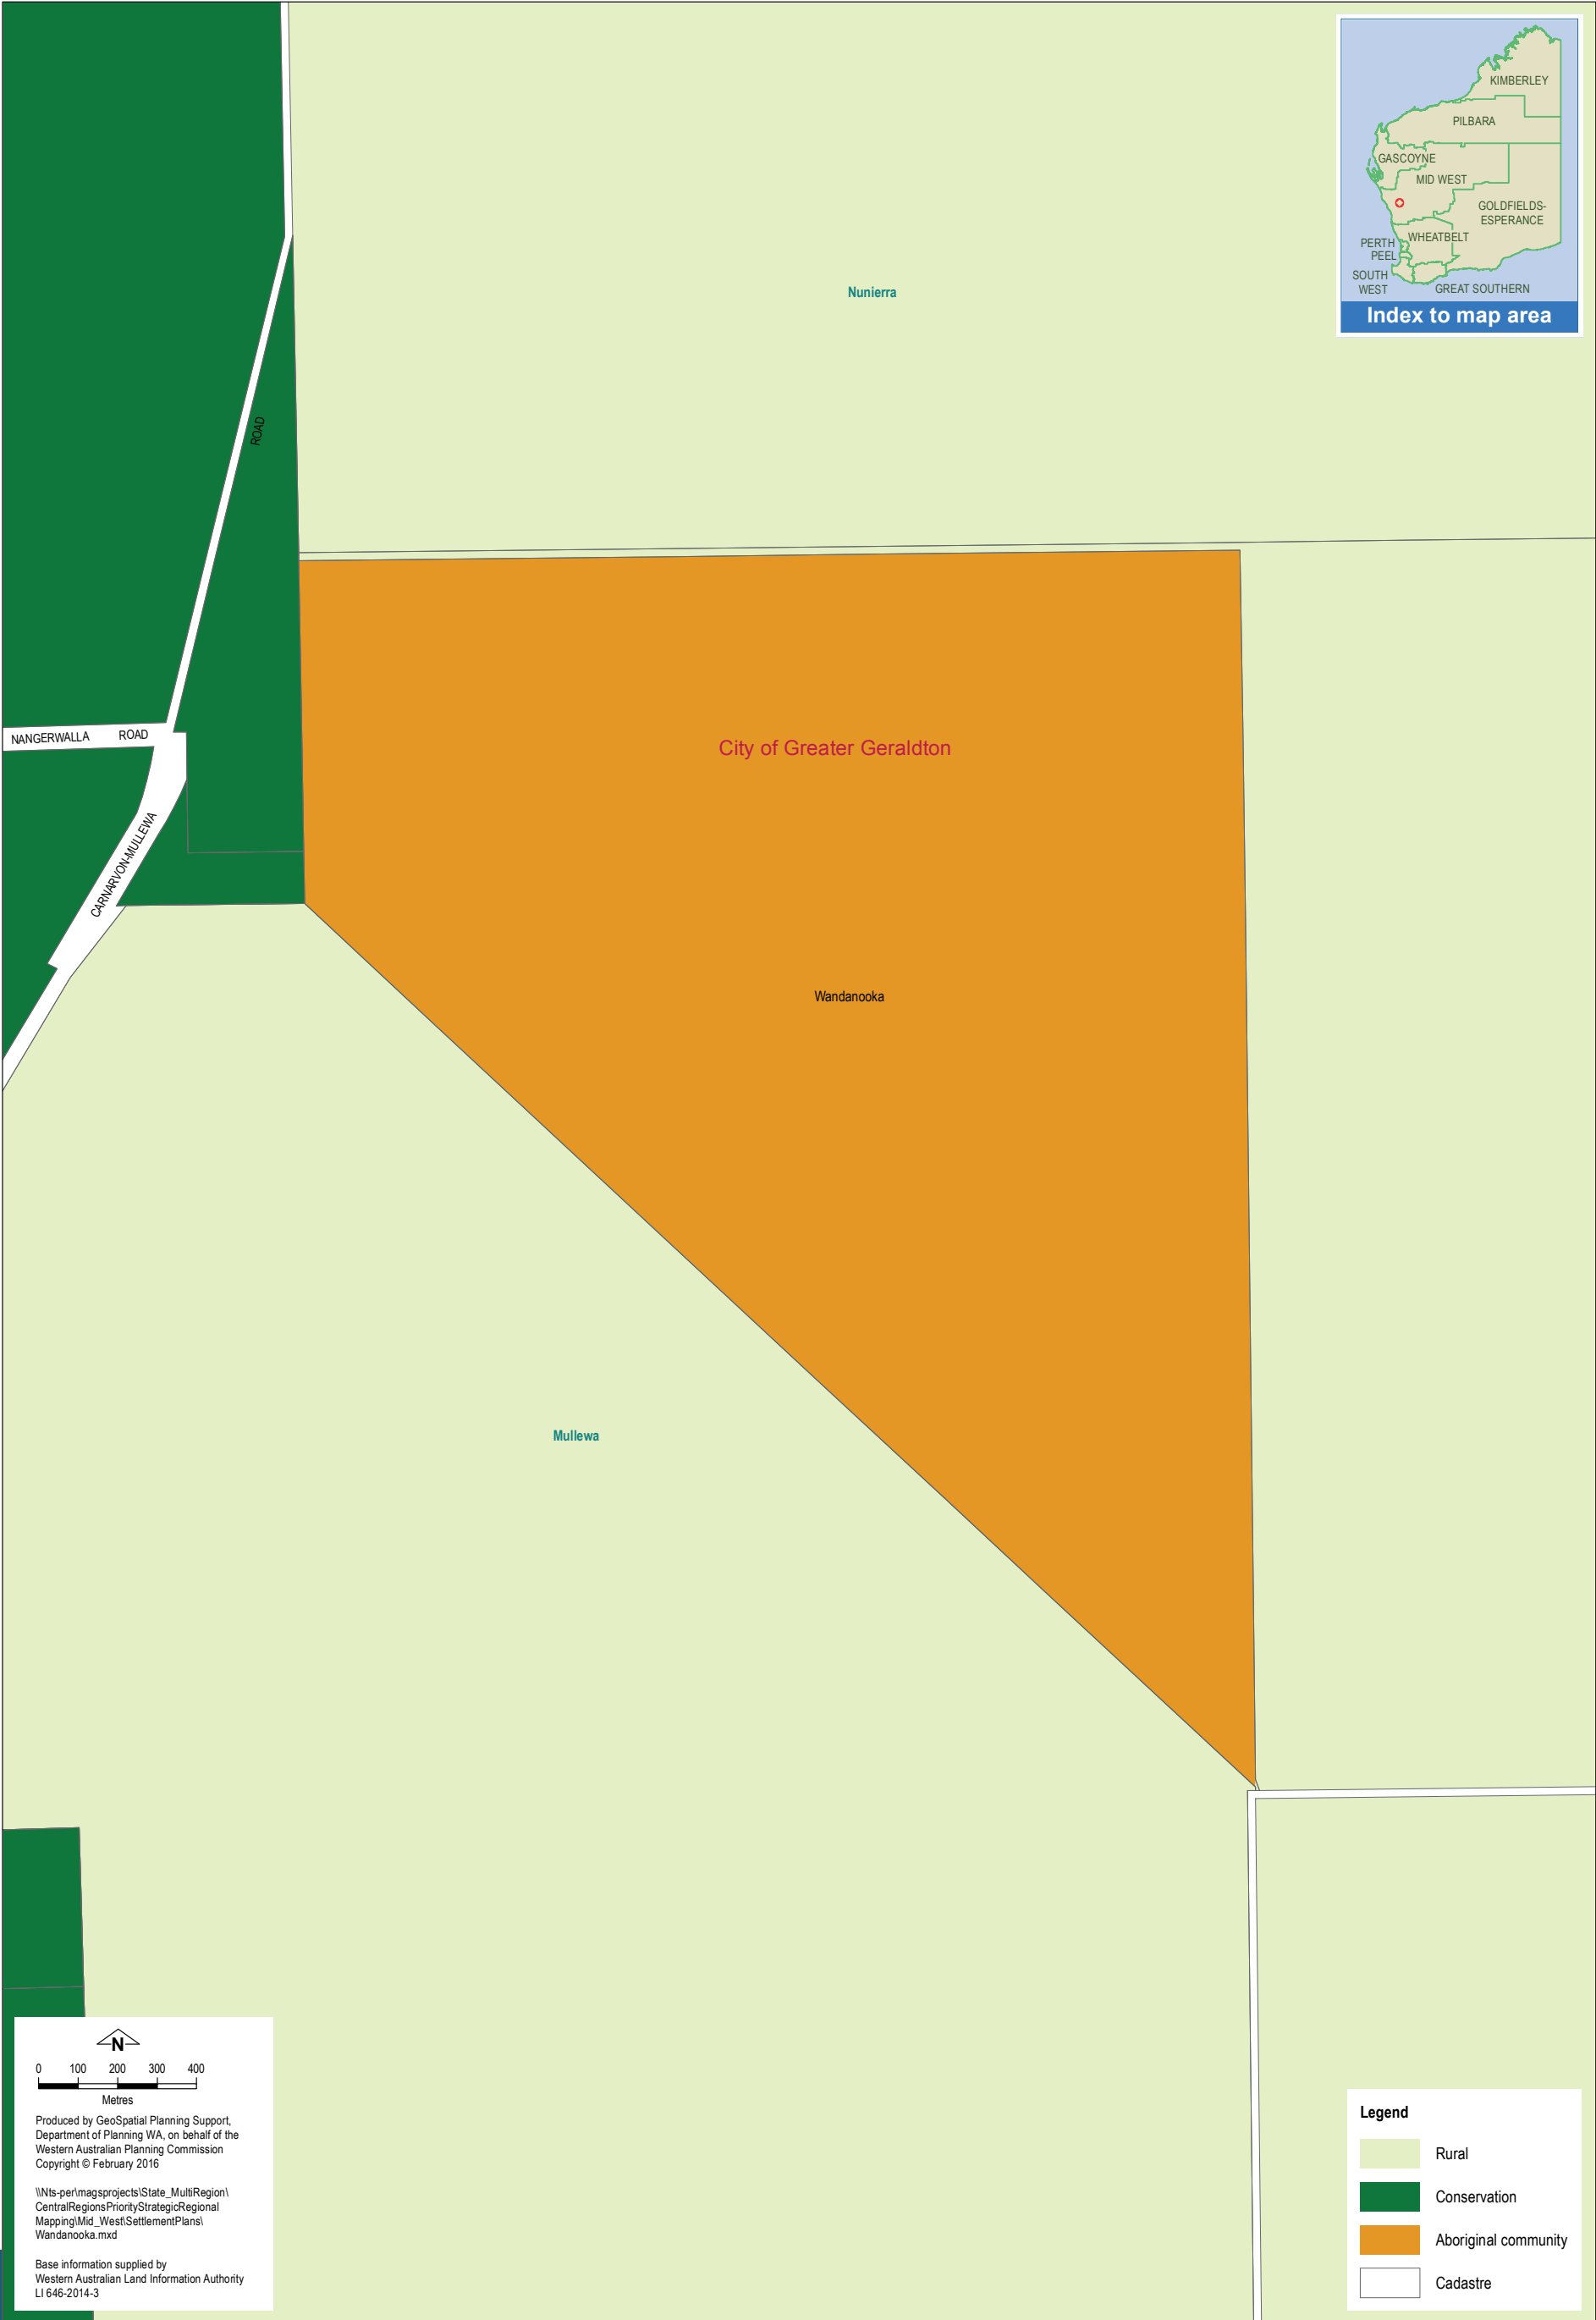 KIMBERLEY
PILBARA
GASCOYNE
MID WEST
GOLDFIELDS-
ESPERANCE
WHEATBELT
PERTH
PEEL
SOUTH
WEST
GREAT SOUTHERN
Index to map area
Nunierra
ROAD
NANGERWALLA ROAD
City of Greater Geraldton
CARNARVON-MULLEWA
Wandanooka
Mullewa
N
0 100 200 300 400
Metres
Produced by GeoSpatial Planning Support,
Department of Planning WA, on behalf of the
Western Australian Planning Commission
Copyright © February 2016
\\Nts-per\magsprojects\State_MultiRegion\
CentralRegionsPriorityStrategicRegional
Mapping\Mid_West\SettlementPlans\
Wandanooka.mxd
Base information supplied by
Western Australian Land Information Authority
LI 646-2014-3
Legend
Rural
Conservation
Aboriginal community
Cadastre